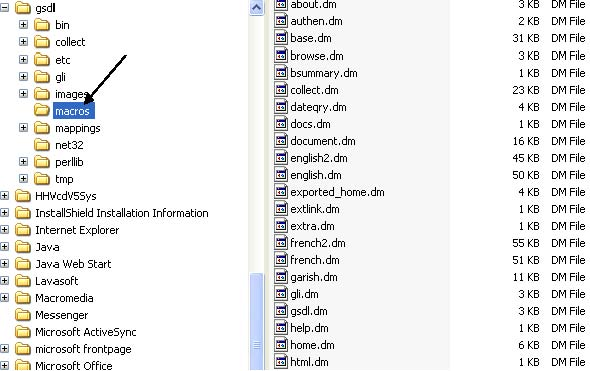 gsdl
bin
collect
etc
gli
images
macros
mappings
net32
perllib
tmp
HHVcdV5Sys
InstallShield Installation Information
Internet Explorer
Java
Java Web Start
Lavasoft
Macromedia
Messenger
Microsoft ActiveSync
microsoft frontpage
Microsoft Office
about.dm 3 KB DM File
authen.dm 2 KB DM File
base.dm 31 KB DM File
browse.dm 3 KB DM File
bsummary.dm 1 KB DM File
collect.dm 23 KB DM File
dateqry.dm 4 KB DM File
docs.dm 1 KB DM File
document.dm 16 KB DM File
english2.dm 45 KB DM File
english.dm 50 KB DM File
exported_home.dm 4 KB DM File
extlink.dm 1 KB DM File
extra.dm 1 KB DM File
french2.dm 55 KB DM File
french.dm 51 KB DM File
garish.dm 11 KB DM File
gli.dm 3 KB DM File
gsdl.dm 3 KB DM File
help.dm 1 KB DM File
home.dm 6 KB DM File
html.dm 1 KB DM File